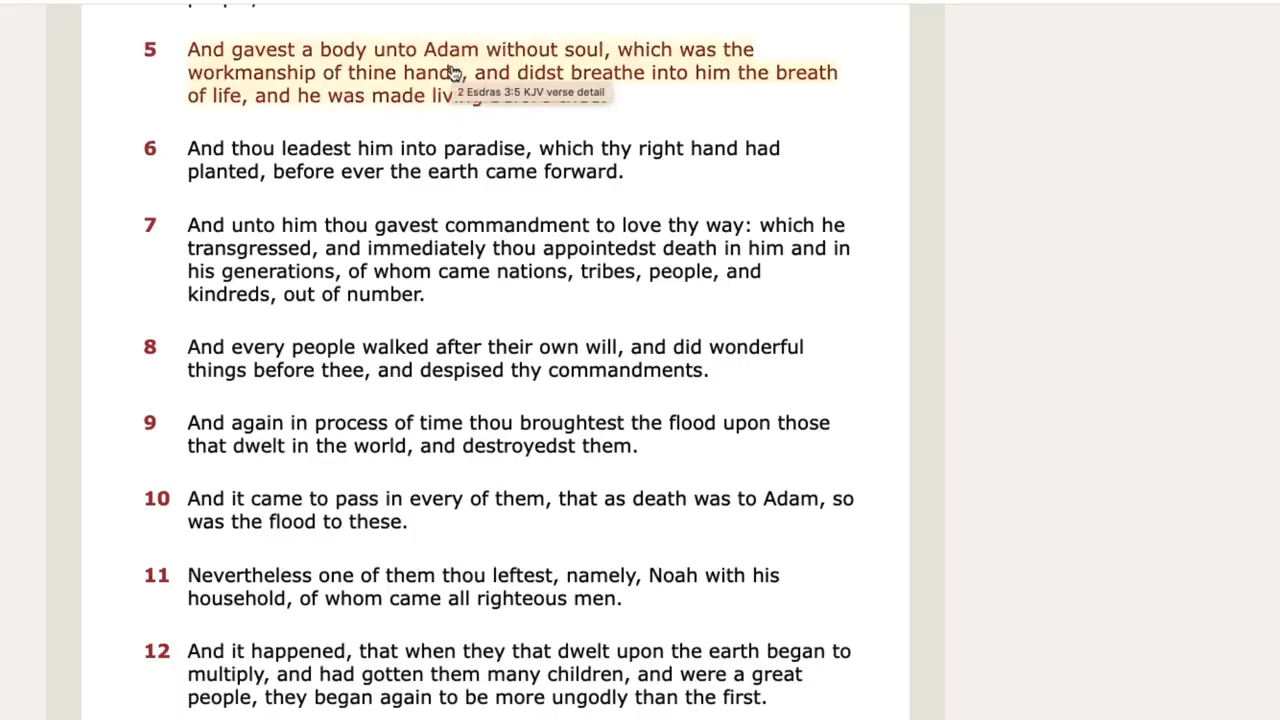 5 And gavest a body unto Adam without soul, which was the
workmanship of thine hands, and didst breathe into him the breath
of life, and he was made living before thee.
2 Esdras 3:5 KJV verse detail
6 And thou leadest him into paradise, which thy right hand had
planted, before ever the earth came forward.
7 And unto him thou gavest commandment to love thy way: which he
transgressed, and immediately thou appointedst death in him and in
his generations, of whom came nations, tribes, people, and
kindreds, out of number.
8 And every people walked after their own will, and did wonderful
things before thee, and despised thy commandments.
9 And again in process of time thou broughtest the flood upon those
that dwelt in the world, and destroyedst them.
10 And it came to pass in every of them, that as death was to Adam, so
was the flood to these.
11 Nevertheless one of them thou leftest, namely, Noah with his
household, of whom came all righteous men.
12 And it happened, that when they that dwelt upon the earth began to
multiply, and had gotten them many children, and were a great
people, they began again to be more ungodly than the first.